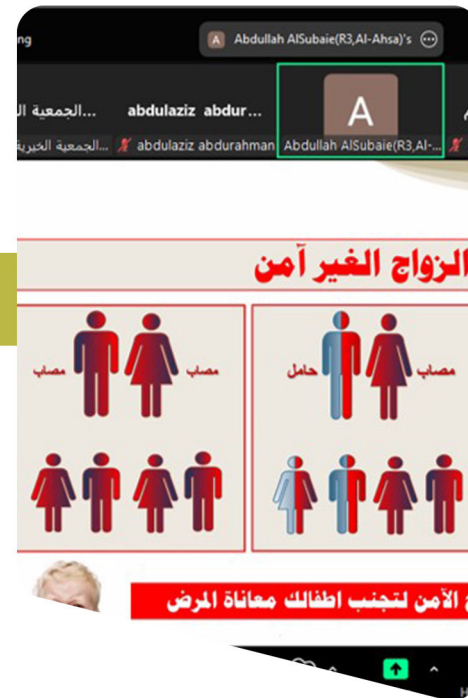 ng
A Abdullah AlSubaie(R3,Al-Ahsa)'s
الجمعية ال...
abdulaziz abdur...
A
الجمعية الخيرية...
abdulaziz abdurahman
Abdullah AlSubaie(R3,Al-...
الزواج الغير آمن
مصاب
مصاب
حامل
مصاب
الآمن لتجنب اطفالك معاناة المرض